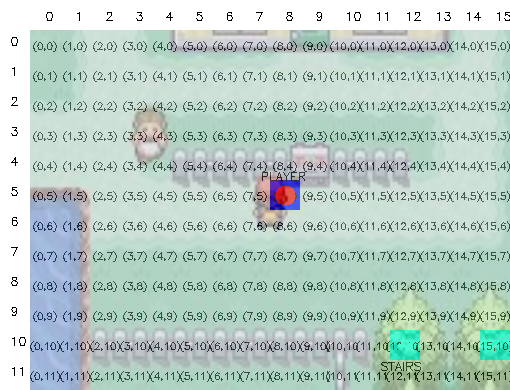 0 1 2 3 4 5 6 7 8 9 10 11 12 13 14 15
0 (0,0) (1,0) (2,0) (3,0) (4,0) (5,0) (6,0) (7,0) (8,0) (9,0) (10,0) (11,0) (12,0) (13,0) (14,0) (15,0)
1 (0,1) (1,1) (2,1) (3,1) (4,1) (5,1) (6,1) (7,1) (8,1) (9,1) (10,1) (11,1) (12,1) (13,1) (14,1) (15,1)
2 (0,2) (1,2) (2,2) (3,2) (4,2) (5,2) (6,2) (7,2) (8,2) (9,2) (10,2) (11,2) (12,2) (13,2) (14,2) (15,2)
3 (0,3) (1,3) (2,3) (3,3) (4,3) (5,3) (6,3) (7,3) (8,3) (9,3) (10,3) (11,3) (12,3) (13,3) (14,3) (15,3)
4 (0,4) (1,4) (2,4) (3,4) (4,4) (5,4) (6,4) (7,4) (8,4) (9,4) (10,4) (11,4) (12,4) (13,4) (14,4) (15,4)
PLAYER
5 (0,5) (1,5) (2,5) (3,5) (4,5) (5,5) (6,5) (7,5) (9,5) (10,5) (11,5) (12,5) (13,5) (14,5) (15,5)
6 (0,6) (1,6) (2,6) (3,6) (4,6) (5,6) (6,6) (7,6) (8,6) (9,6) (10,6) (11,6) (12,6) (13,6) (14,6) (15,6)
7 (0,7) (1,7) (2,7) (3,7) (4,7) (5,7) (6,7) (7,7) (8,7) (9,7) (10,7) (11,7) (12,7) (13,7) (14,7) (15,7)
8 (0,8) (1,8) (2,8) (3,8) (4,8) (5,8) (6,8) (7,8) (8,8) (9,8) (10,8) (11,8) (12,8) (13,8) (14,8) (15,8)
9 (0,9) (1,9) (2,9) (3,9) (4,9) (5,9) (6,9) (7,9) (8,9) (9,9) (10,9) (11,9) (12,9) (13,9) (14,9) (15,9)
10 (0,10) (1,10) (2,10) (3,10) (4,10) (5,10) (6,10) (7,10) (8,10) (9,10) (10,10) (11,10) (12,10) (13,10) (14,10) (15,10)
STAIRS
11 (0,11) (1,11) (2,11) (3,11) (4,11) (5,11) (6,11) (7,11) (8,11) (9,11) (10,11) (11,11) (12,11) (13,11) (14,11) (15,11)